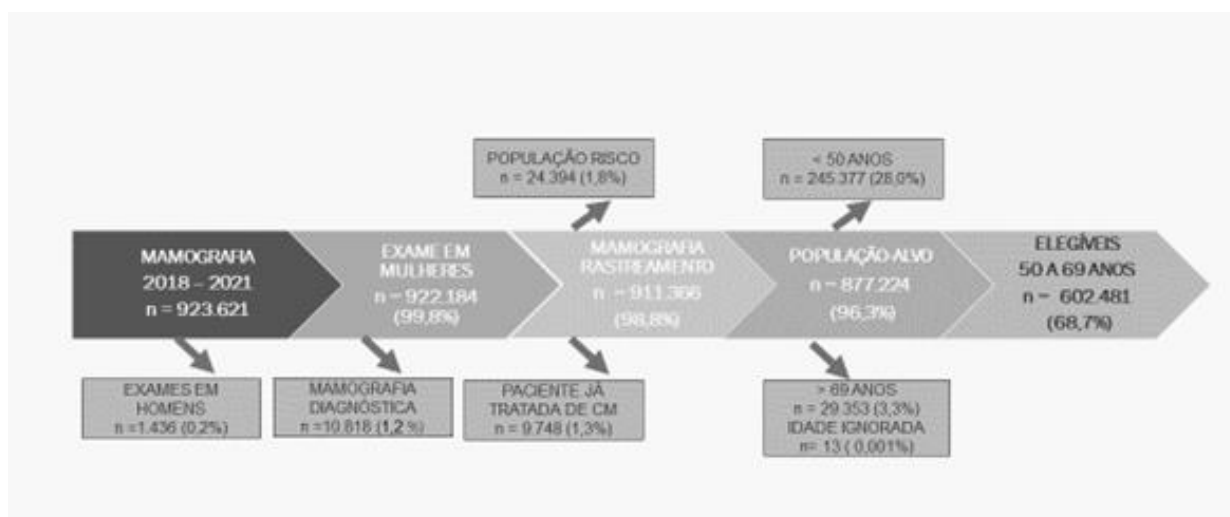 POPULAÇÃO RISCO
n = 24.394 (1,8%)
< 50 ANOS
n = 245.377 (28,0%)
MAMOGRAFIA
2018 – 2021
n = 923.621
EXAME EM
MULHERES
n – 922.184
(99,8%)
MAMOGRAFIA
RASTREAMENTO
n – 911.366
(98,8%)
POPULAÇÃO ALVO
n – 877.224
(96,3%)
ELEGÍVEIS
50 A 69 ANOS
n – 602.481
(68,7%)
EXAMES EM
HOMENS
n =1.436 (0,2%)
MAMOGRAFIA
DIAGNÓSTICA
n =10.818 (1,2 %)
PACIENTE JÁ
TRATADA DE CM
n = 9.748 (1,3%)
> 69 ANOS
n = 29.353 (3,3%)
IDADE IGNORADA
n= 13 ( 0,001%)